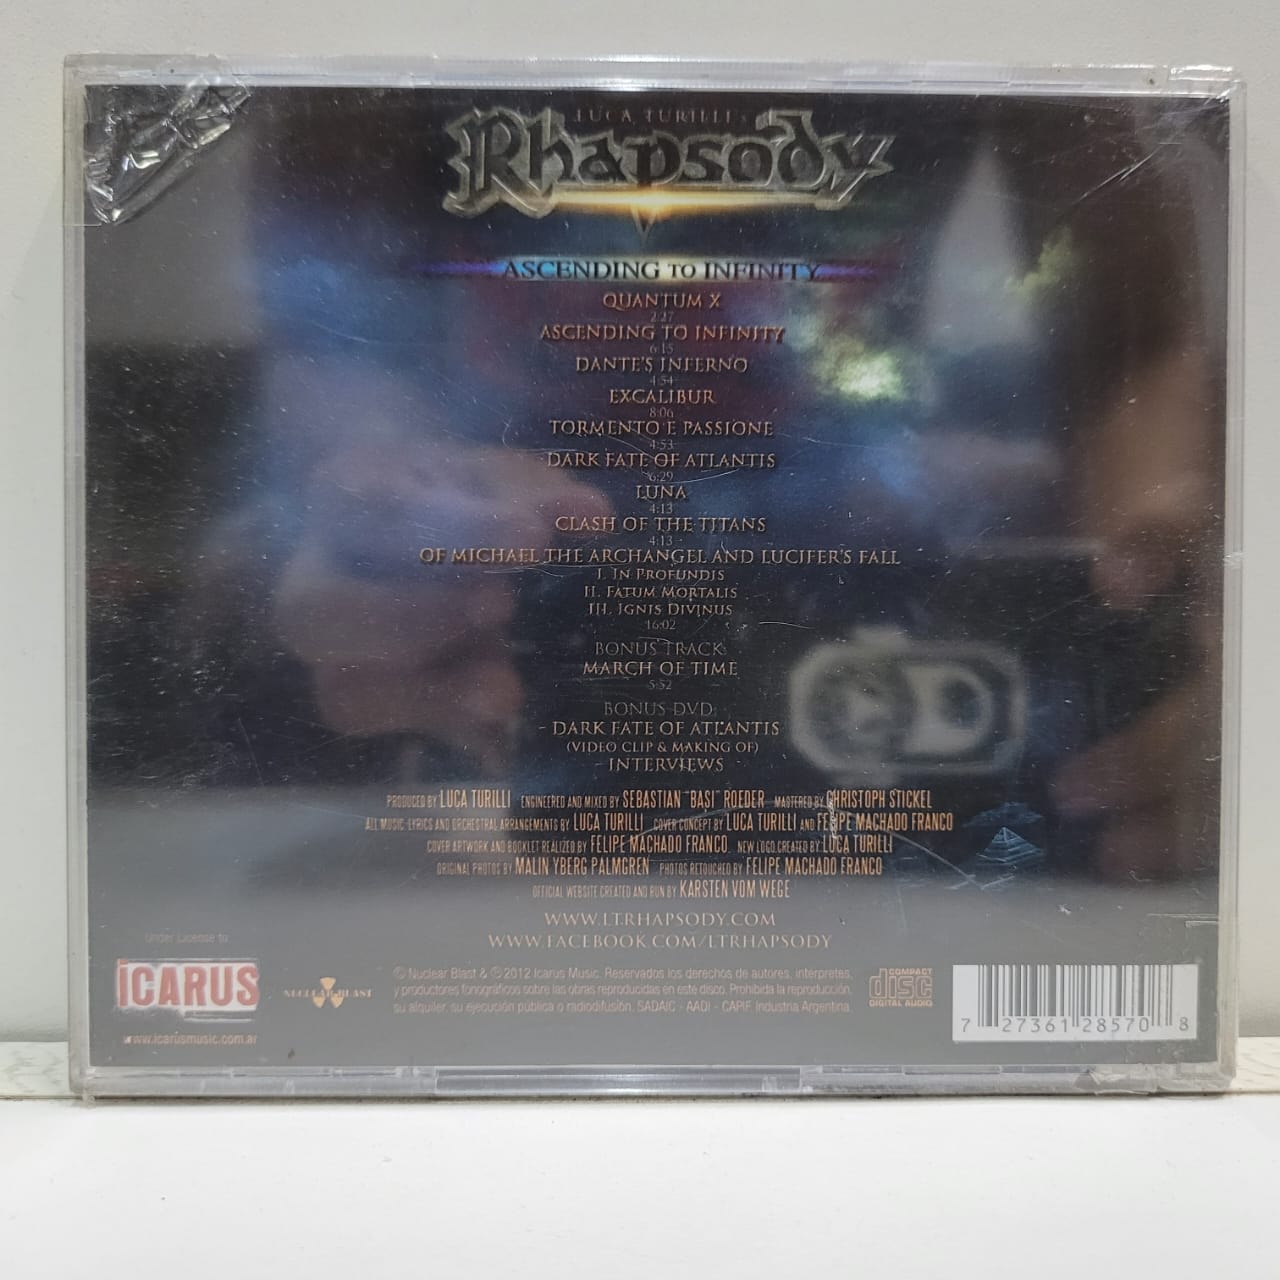 LUCA TURILLI'S
Rhapsody
ASCENDING TO INFINITY
QUANTUM X
2:27
ASCENDING TO INFINITY
6:15
DANTE'S INFERNO
4:54
EXCALIBUR
8:06
TORMENTO E PASSIONE
4:53
DARK FATE OF ATLANTIS
6:29
LUNA
4:13
CLASH OF THE TITANS
4:13
OF MICHAEL THE ARCHANGEL AND LUCIFER'S FALL
I. IN PROFUNDIS
II. FATUM MORTALIS
III. IGNIS DIVINUS
16:02
BONUS TRACK:
MARCH OF TIME
5:52
BONUS DVD:
- DARK FATE OF ATLANTIS
(VIDEO CLIP & MAKING OF)
- INTERVIEWS
PRODUCED BY LUCA TURILLI ENGINEERED AND MIXED BY SEBASTIAN "BASI" ROEDER MASTERED BY CHRISTOPH STICKEL
ALL MUSIC, LYRICS AND ORCHESTRAL ARRANGEMENTS BY LUCA TURILLI COVER CONCEPT BY LUCA TURILLI AND FELIPE MACHADO FRANCO
COVER ARTWORK AND BOOKLET REALIZED BY FELIPE MACHADO FRANCO NEW LOGO CREATED BY LUCA TURILLI
ORIGINAL PHOTOS BY MALIN YBERG PALMGREN PHOTOS RETOUCHED BY FELIPE MACHADO FRANCO
OFFICIAL WEBSITE CREATED AND RUN BY KARSTEN VOM WEGE
WWW.LTRHAPSODY.COM
WWW.FACEBOOK.COM/LTRHAPSODY
Under License to
iCARUS
www.icarusmusic.com.ar
NUCLEAR BLAST
© Nuclear Blast & ℗ 2012 Icarus Music. Reservados los derechos de autores, intérpretes,
y productores fonográficos sobre las obras reproducidas en este disco. Prohibida la reproducción,
su alquiler, su ejecución pública o radiodifusión. SADAIC - AADI - CAPIF. Industria Argentina.
COMPACT
disc
DIGITAL AUDIO
7 27361 28570 8